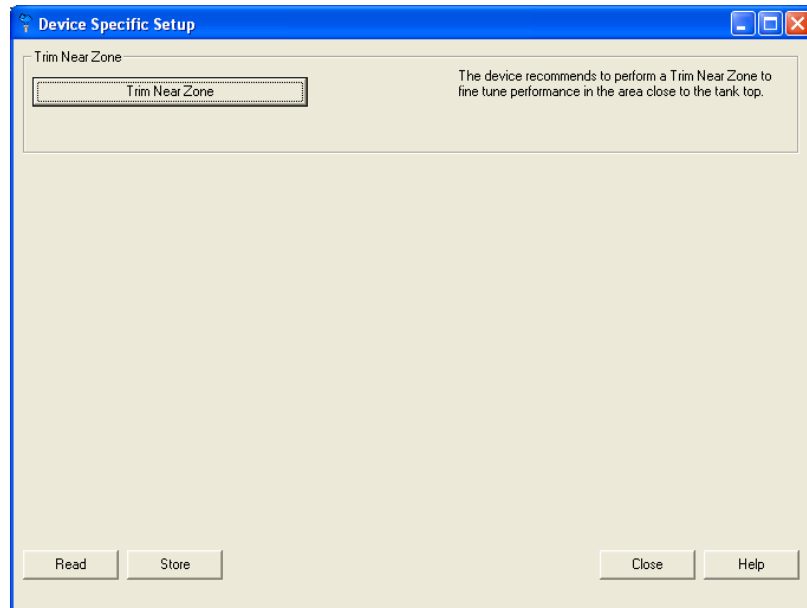 Device Specific Setup
Trim Near Zone
Trim Near Zone
The device recommends to perform a Trim Near Zone to
fine tune performance in the area close to the tank top.
Read
Store
Close
Help